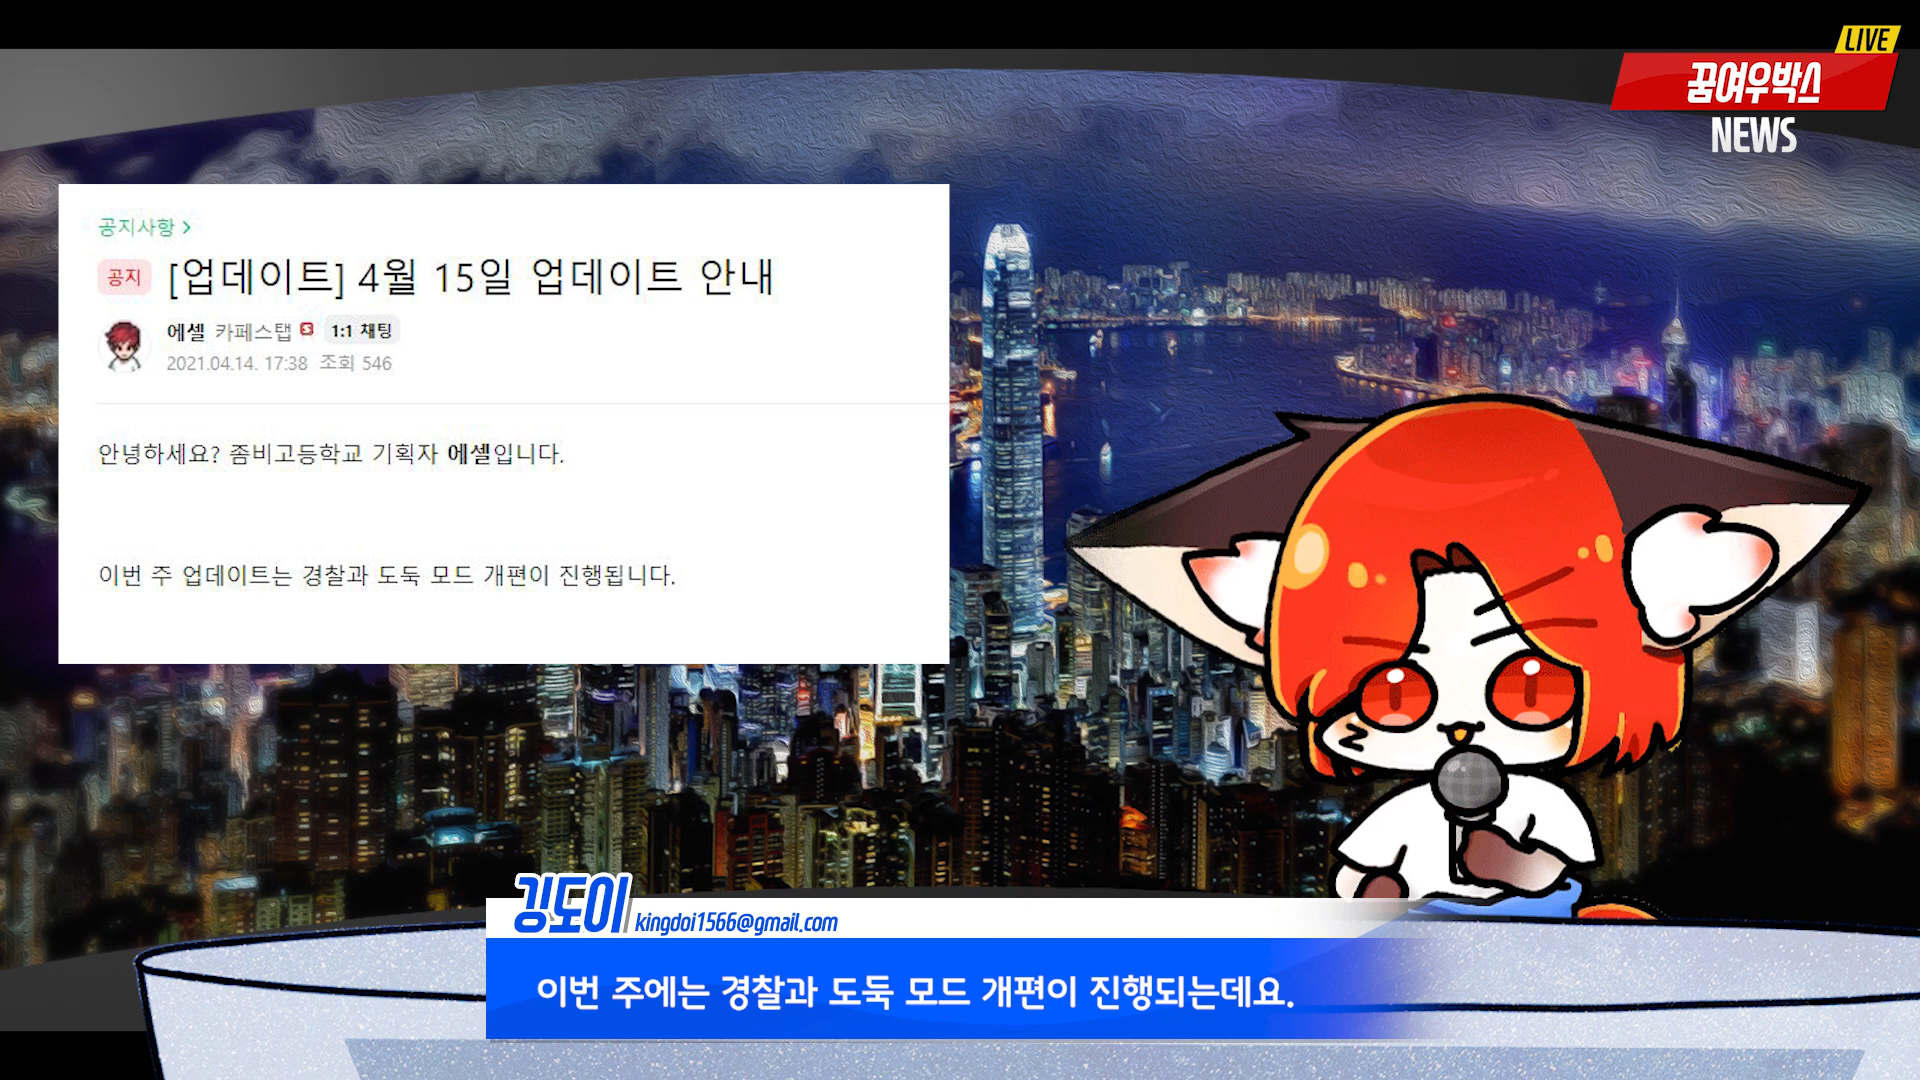 LIVE
꿈여우박스
NEWS
공지사항 >
공지 [업데이트] 4월 15일 업데이트 안내
에셀 카페스탭 S 1:1 채팅
2021.04.14. 17:38 조회 546
안녕하세요? 좀비고등학교 기획자 에셀입니다.
이번 주 업데이트는 경찰과 도둑 모드 개편이 진행됩니다.
깅도이 kingdoi1566@gmail.com
이번 주에는 경찰과 도둑 모드 개편이 진행되는데요.